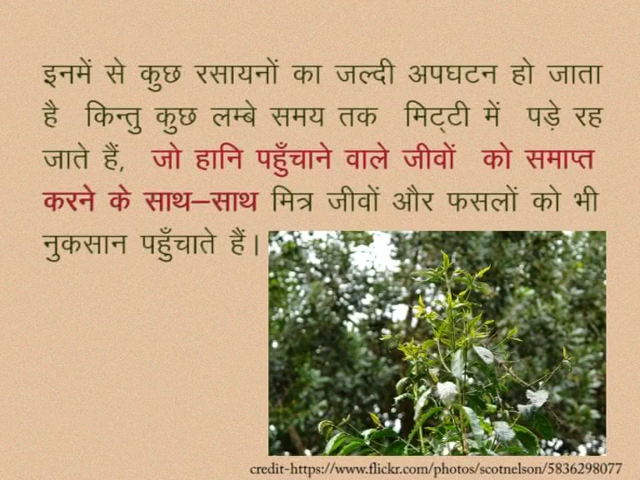 इनमें से कुछ रसायनों का जल्दी अपघटन हो जाता
है किन्तु कुछ लम्बे समय तक मिट्टी में पड़े रह
जाते हैं, जो हानि पहुँचाने वाले जीवों को समाप्त
करने के साथ–साथ मित्र जीवों और फसलों को भी
नुकसान पहुँचाते हैं।
credit-https://www.flickr.com/photos/scotnelson/5836298077